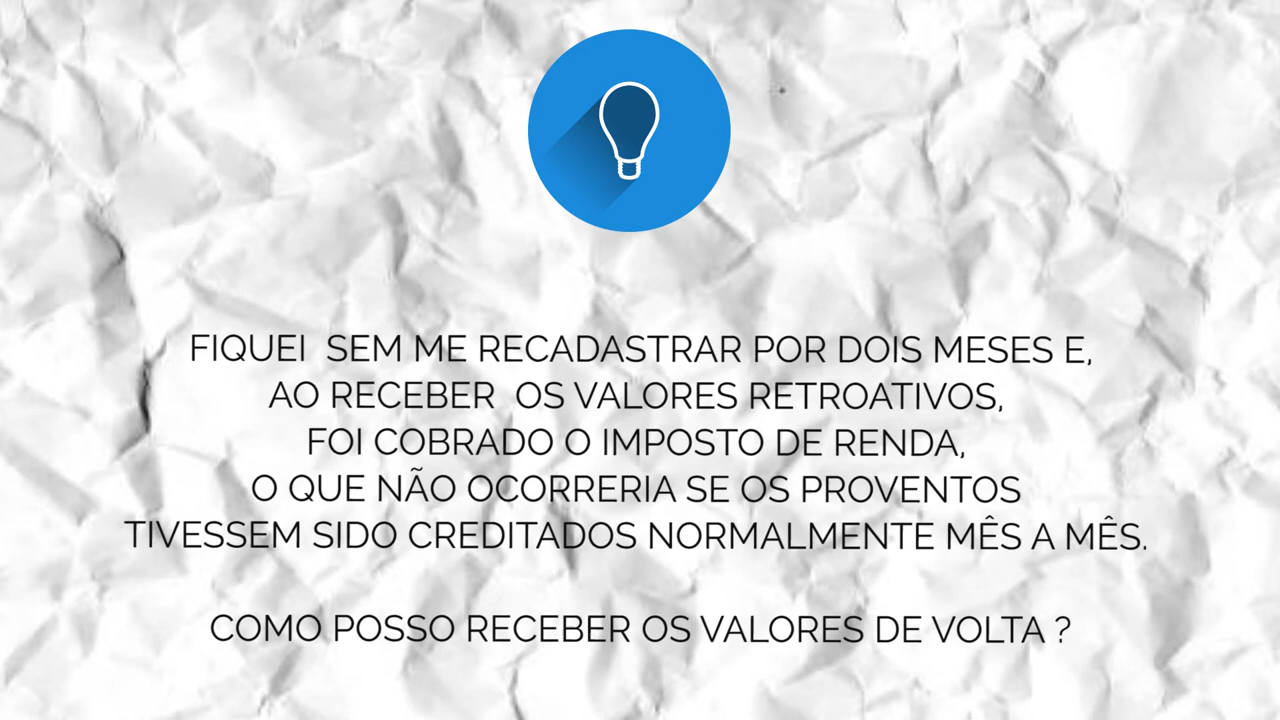 FIQUEI  SEM ME RECADASTRAR POR DOIS MESES E,
AO RECEBER  OS VALORES RETROATIVOS,
FOI COBRADO O IMPOSTO DE RENDA,
O QUE NÃO OCORRERIA SE OS PROVENTOS
TIVESSEM SIDO CREDITADOS NORMALMENTE MÊS A MÊS.
COMO POSSO RECEBER OS VALORES DE VOLTA ?